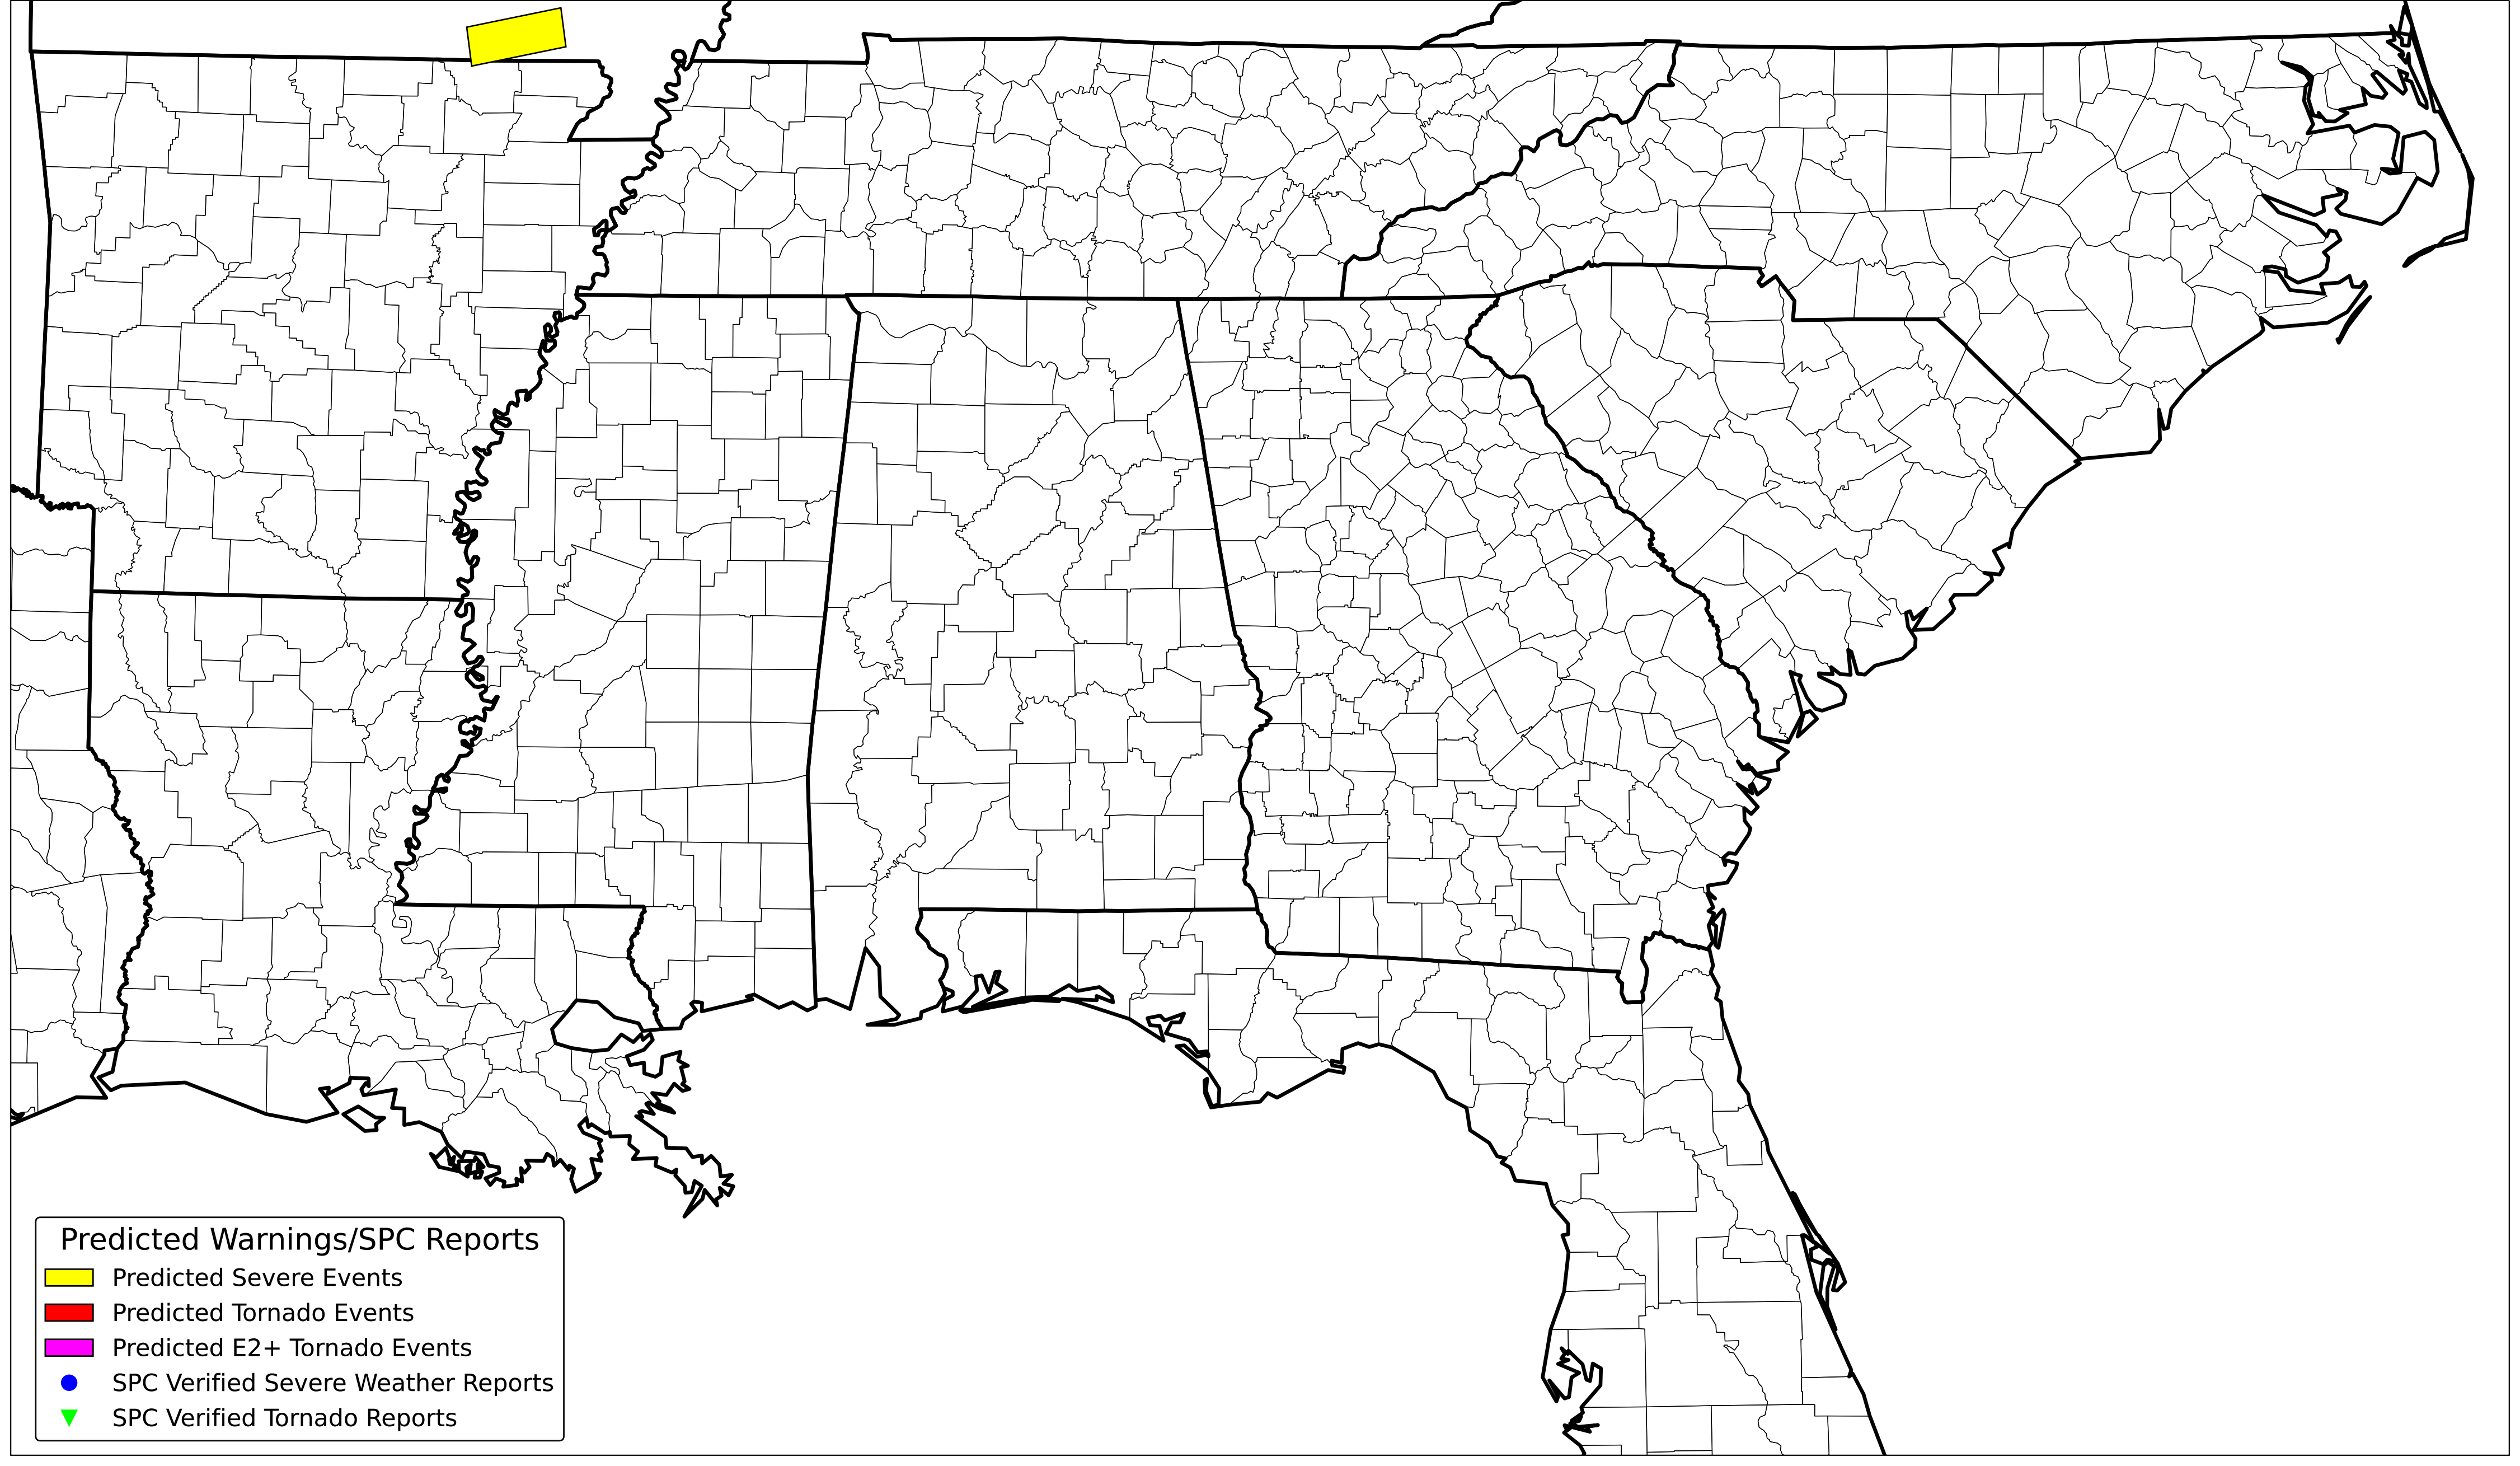 Predicted Warnings/SPC Reports
Predicted Severe Events
Predicted Tornado Events
Predicted E2+ Tornado Events
SPC Verified Severe Weather Reports
SPC Verified Tornado Reports